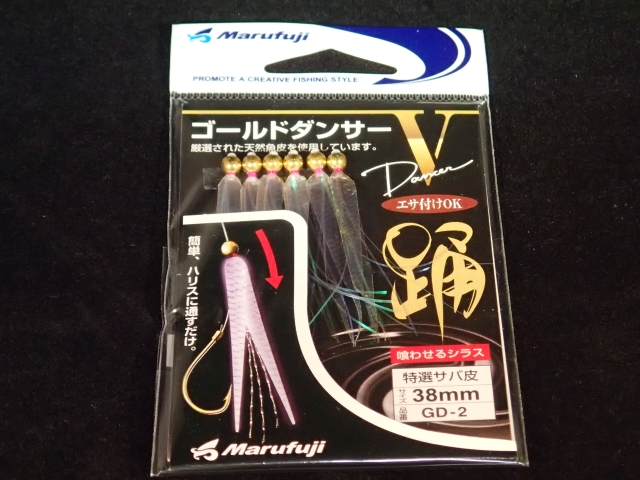 Marufuji
PROMOTE A CREATIVE FISHING STYLE
ゴールドダンサー
V
厳選された天然魚皮を使用しています。
Dancer
エサ付けOK
踊
簡単、ハリスに通すだけ。
喰わせるシラス
特選サバ皮
サイズ 38mm
品番 GD-2
Marufuji